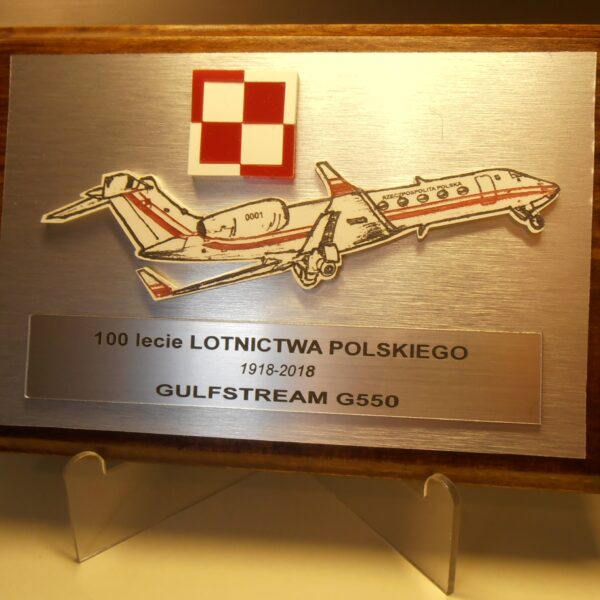 RZECZPOSPOLITA POLSKA
0001
100 lecie LOTNICTWA POLSKIEGO
1918-2018
GULFSTREAM G550